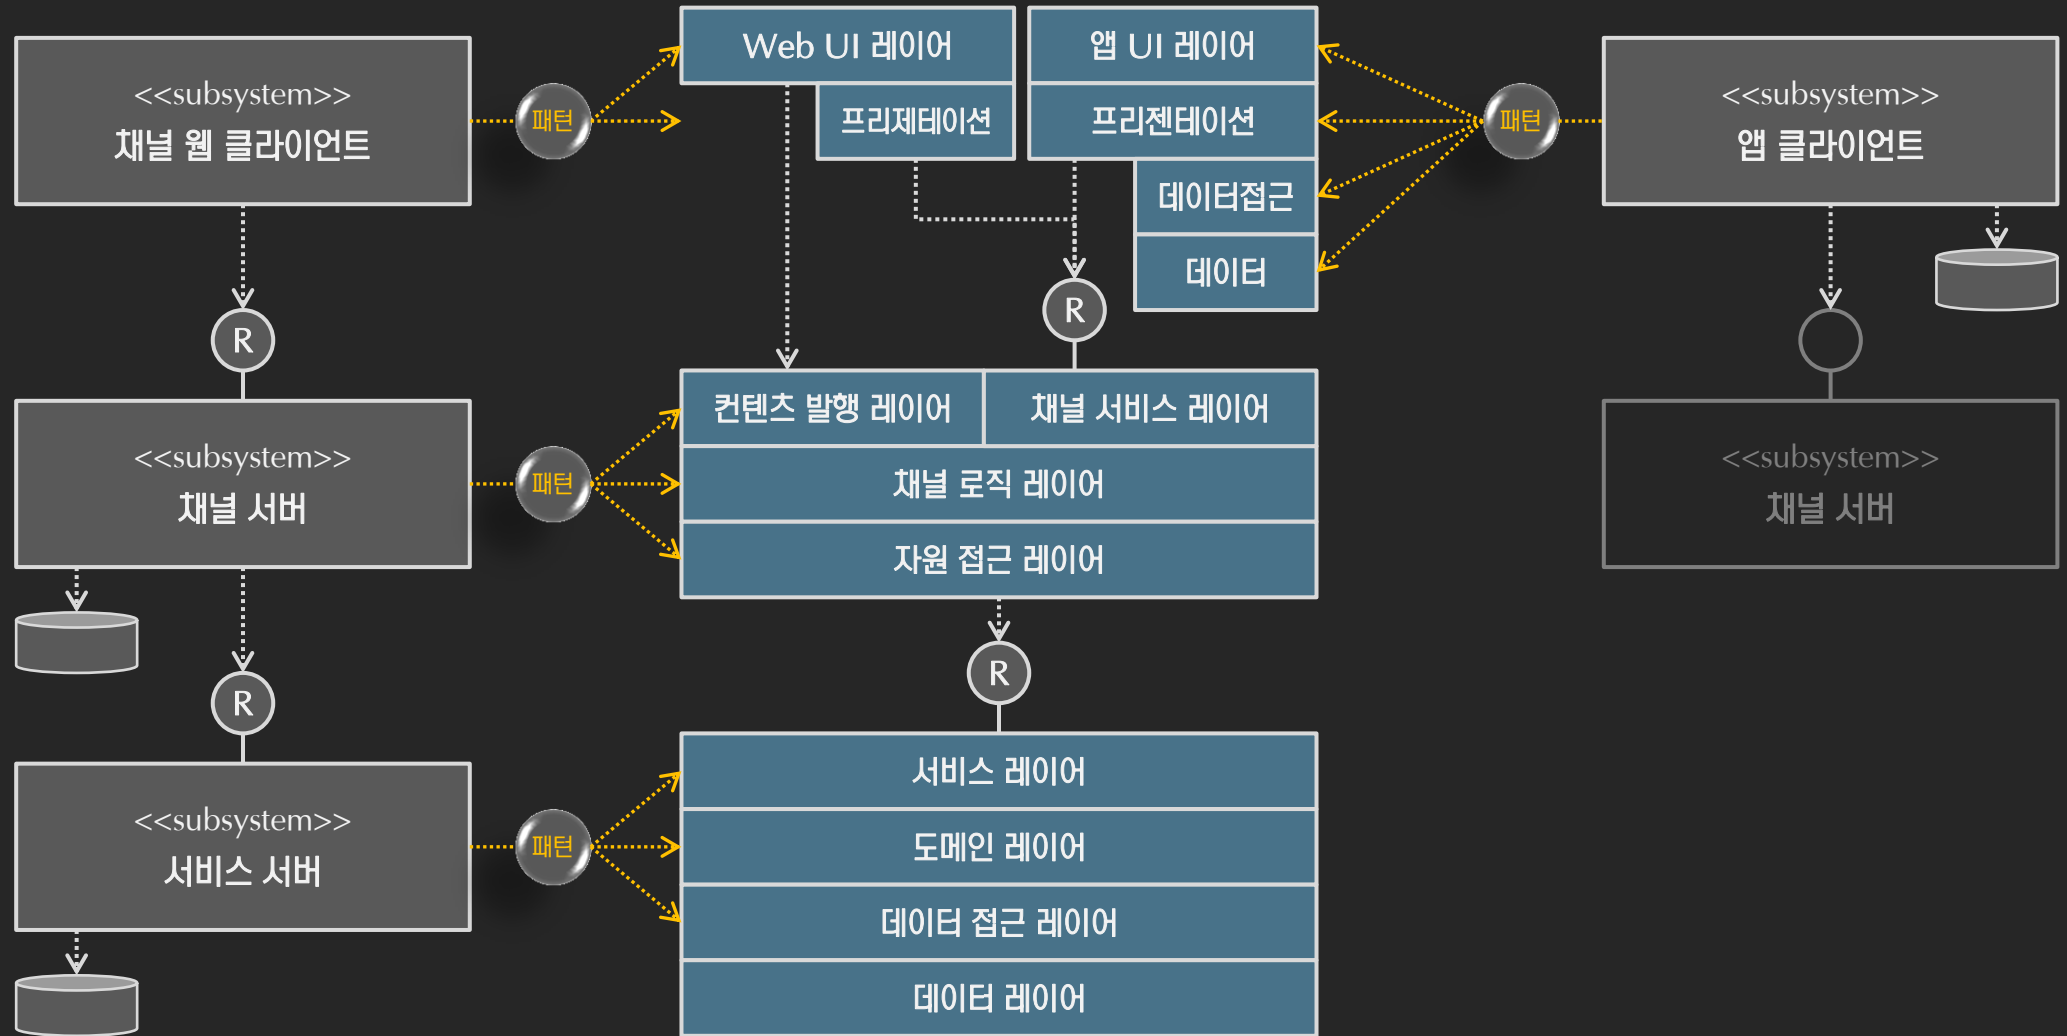 <<subsystem>>
채널 웹 클라이언트
패턴
Web UI 레이어
프리제테이션
앱 UI 레이어
프리젠테이션
데이터접근
데이터
패턴
<<subsystem>>
앱 클라이언트
R
R
<<subsystem>>
채널 서버
패턴
컨텐츠 발행 레이어
채널 서비스 레이어
채널 로직 레이어
자원 접근 레이어
<<subsystem>>
채널 서버
R
R
<<subsystem>>
서비스 서버
패턴
서비스 레이어
도메인 레이어
데이터 접근 레이어
데이터 레이어